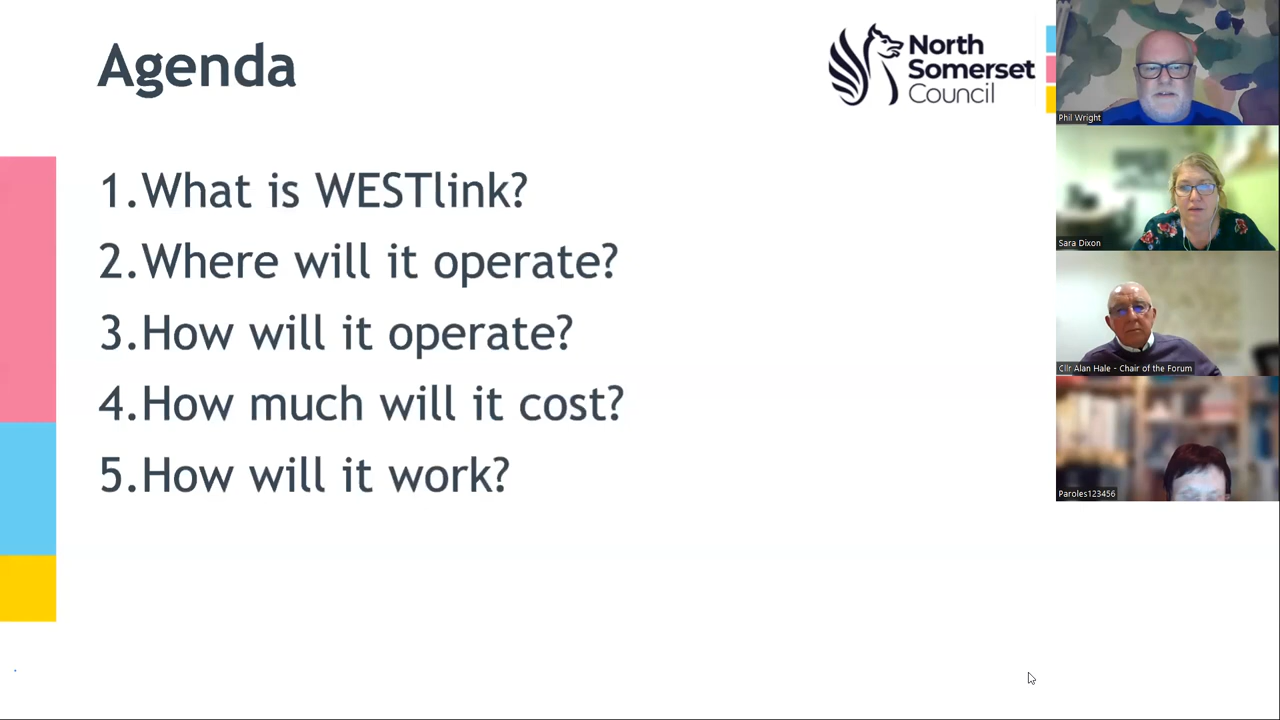 Agenda
North
Somerset
Council
1.What is WESTlink?
2.Where will it operate?
3.How will it operate?
4.How much will it cost?
5.How will it work?
Phil Wright
Sara Dixon
Cllr Alan Hale - Chair of the Forum
Paroles123456